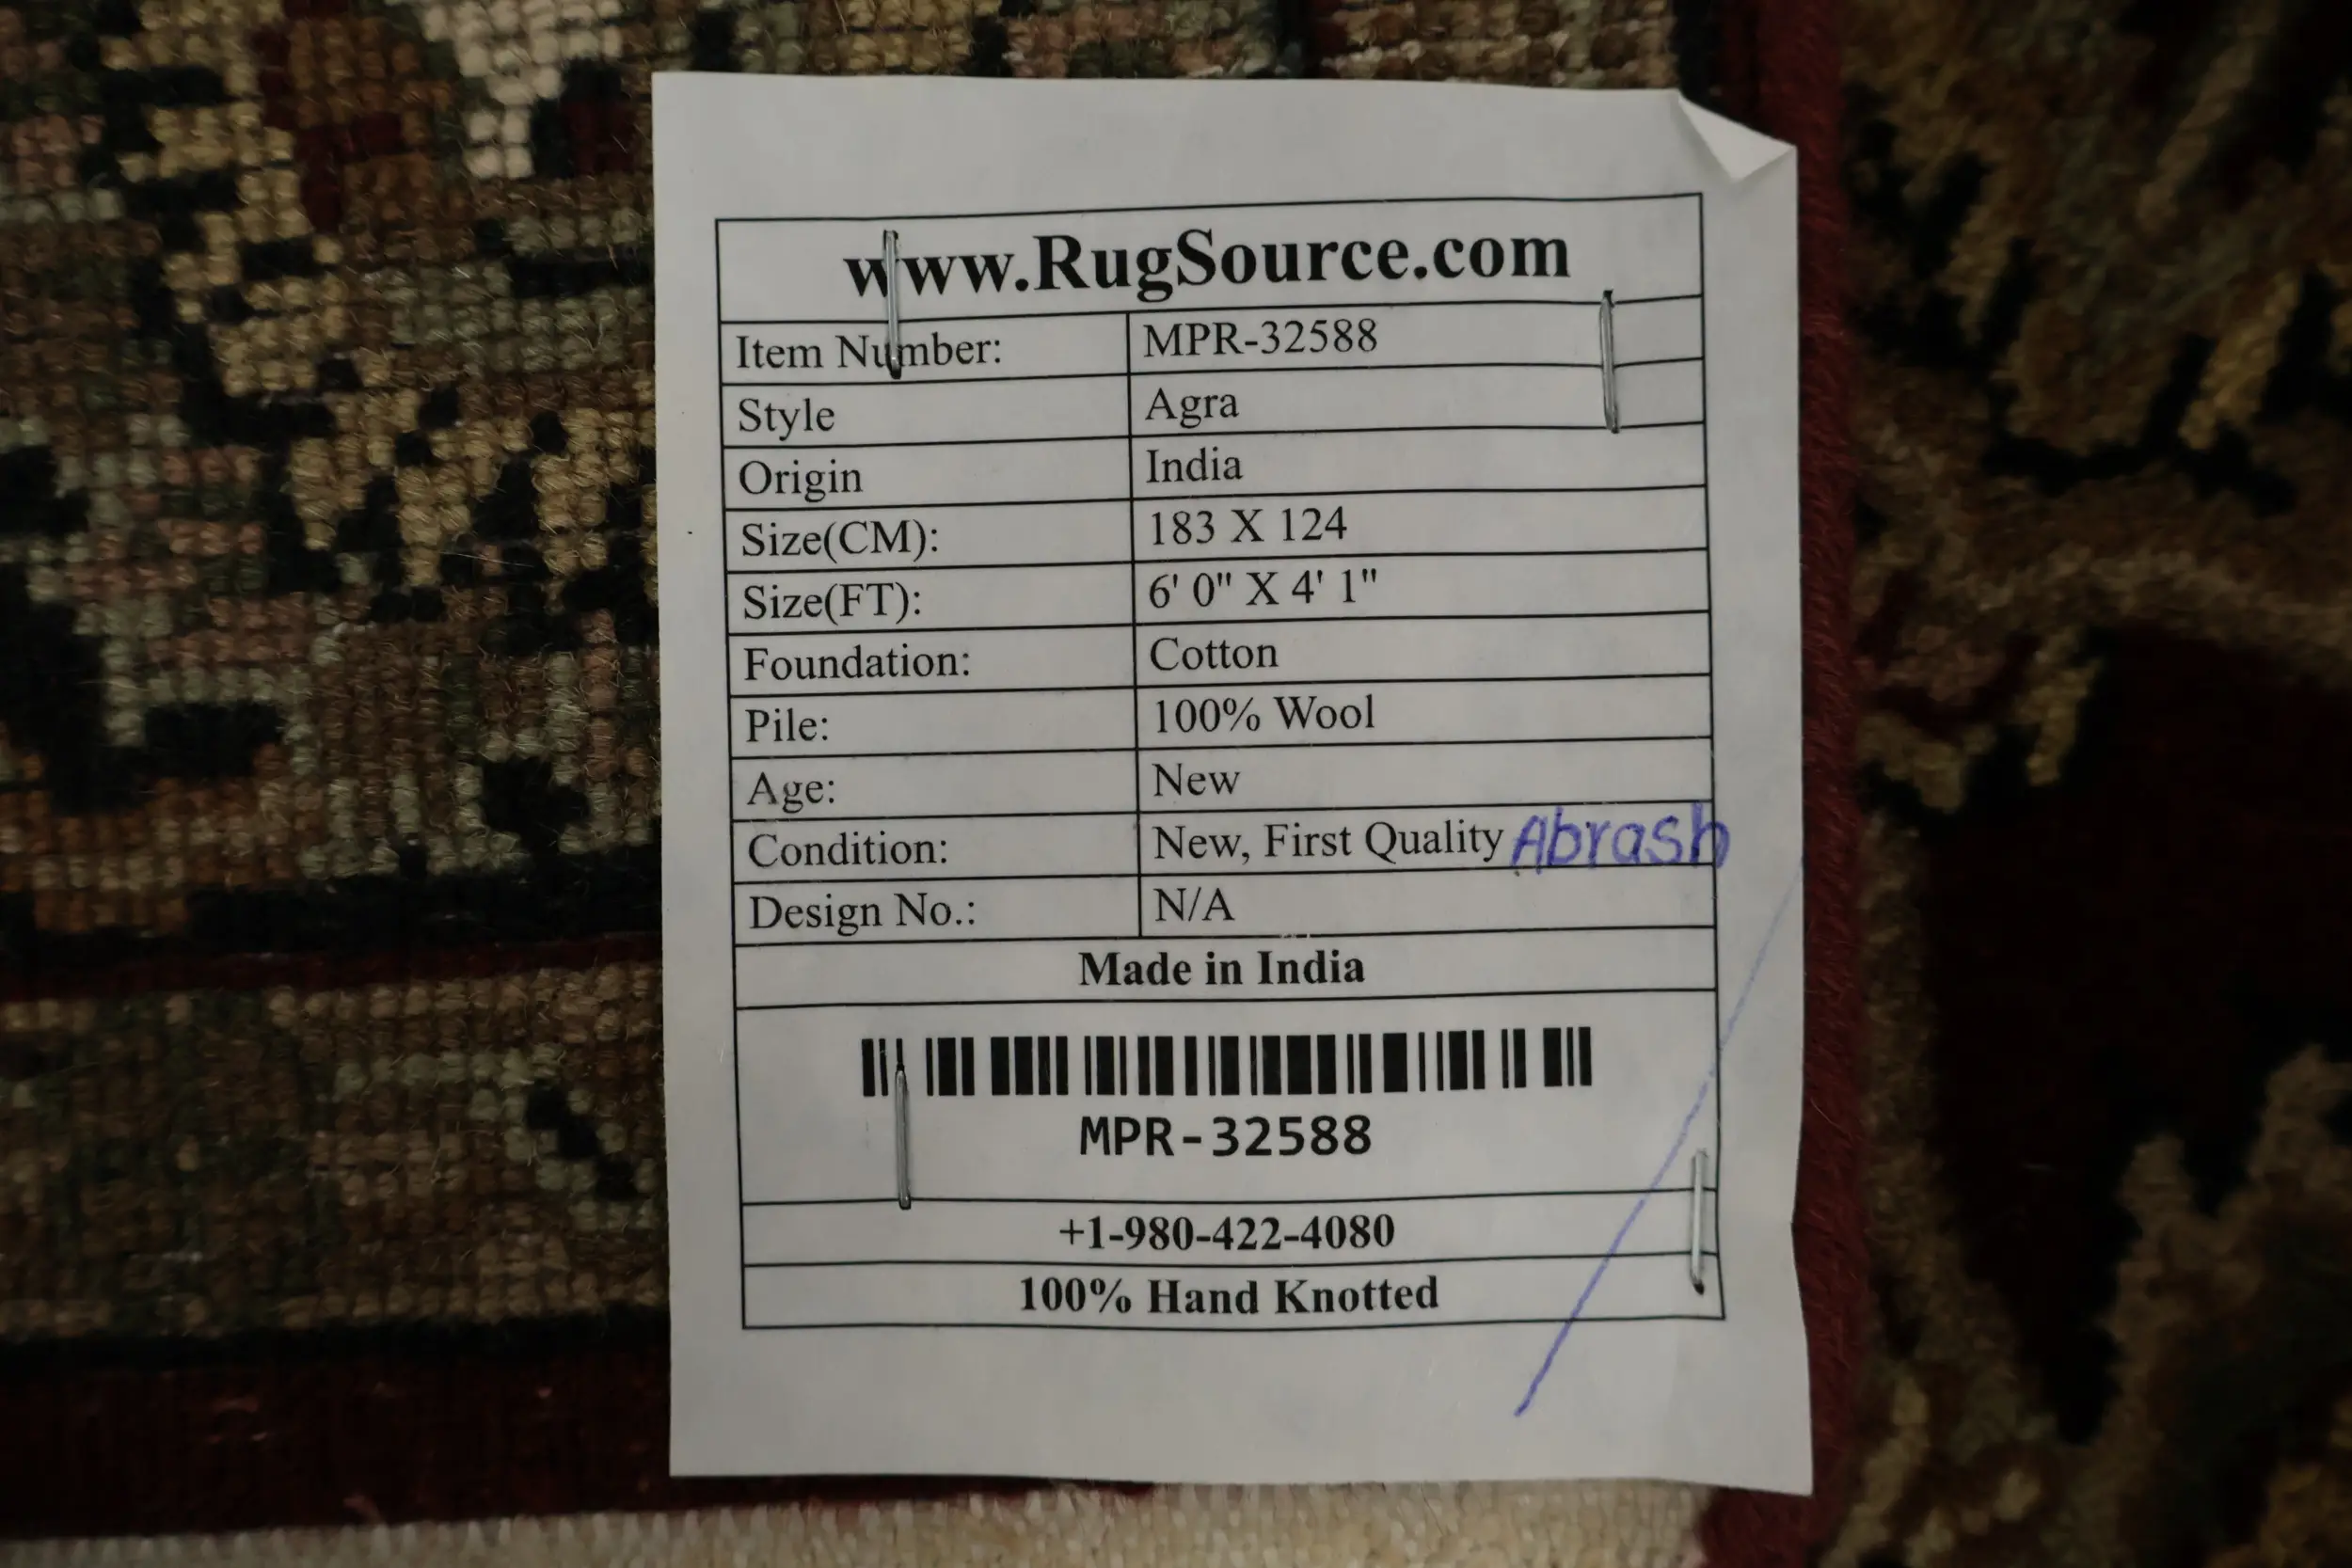 www.RugSource.com
Item Number: MPR-32588
Style Agra
Origin India
Size(CM): 183 X 124
Size(FT): 6' 0" X 4' 1"
Foundation: Cotton
Pile: 100% Wool
Age: New
Condition: New, First Quality Abrash
Design No.: N/A
Made in India
MPR-32588
+1-980-422-4080
100% Hand Knotted